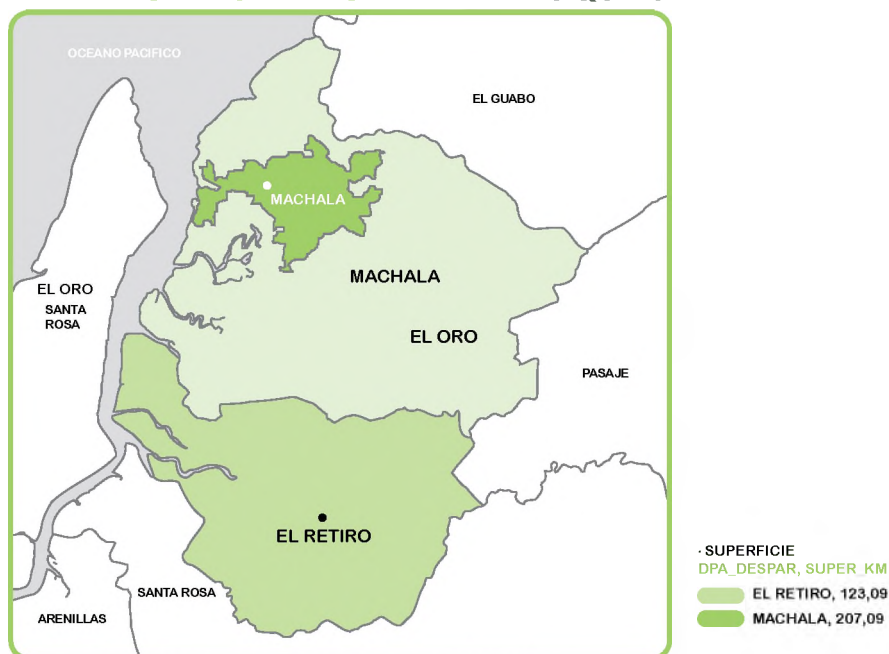 OCEANO PACIFICO
EL GUABO
MACHALA
EL ORO
SANTA
ROSA
MACHALA
EL ORO
PASAJE
EL RETIRO
SANTA ROSA
ARENILLAS
· SUPERFICIE
DPA_DESPAR, SUPER_KM
EL RETIRO, 123,09
MACHALA, 207,09